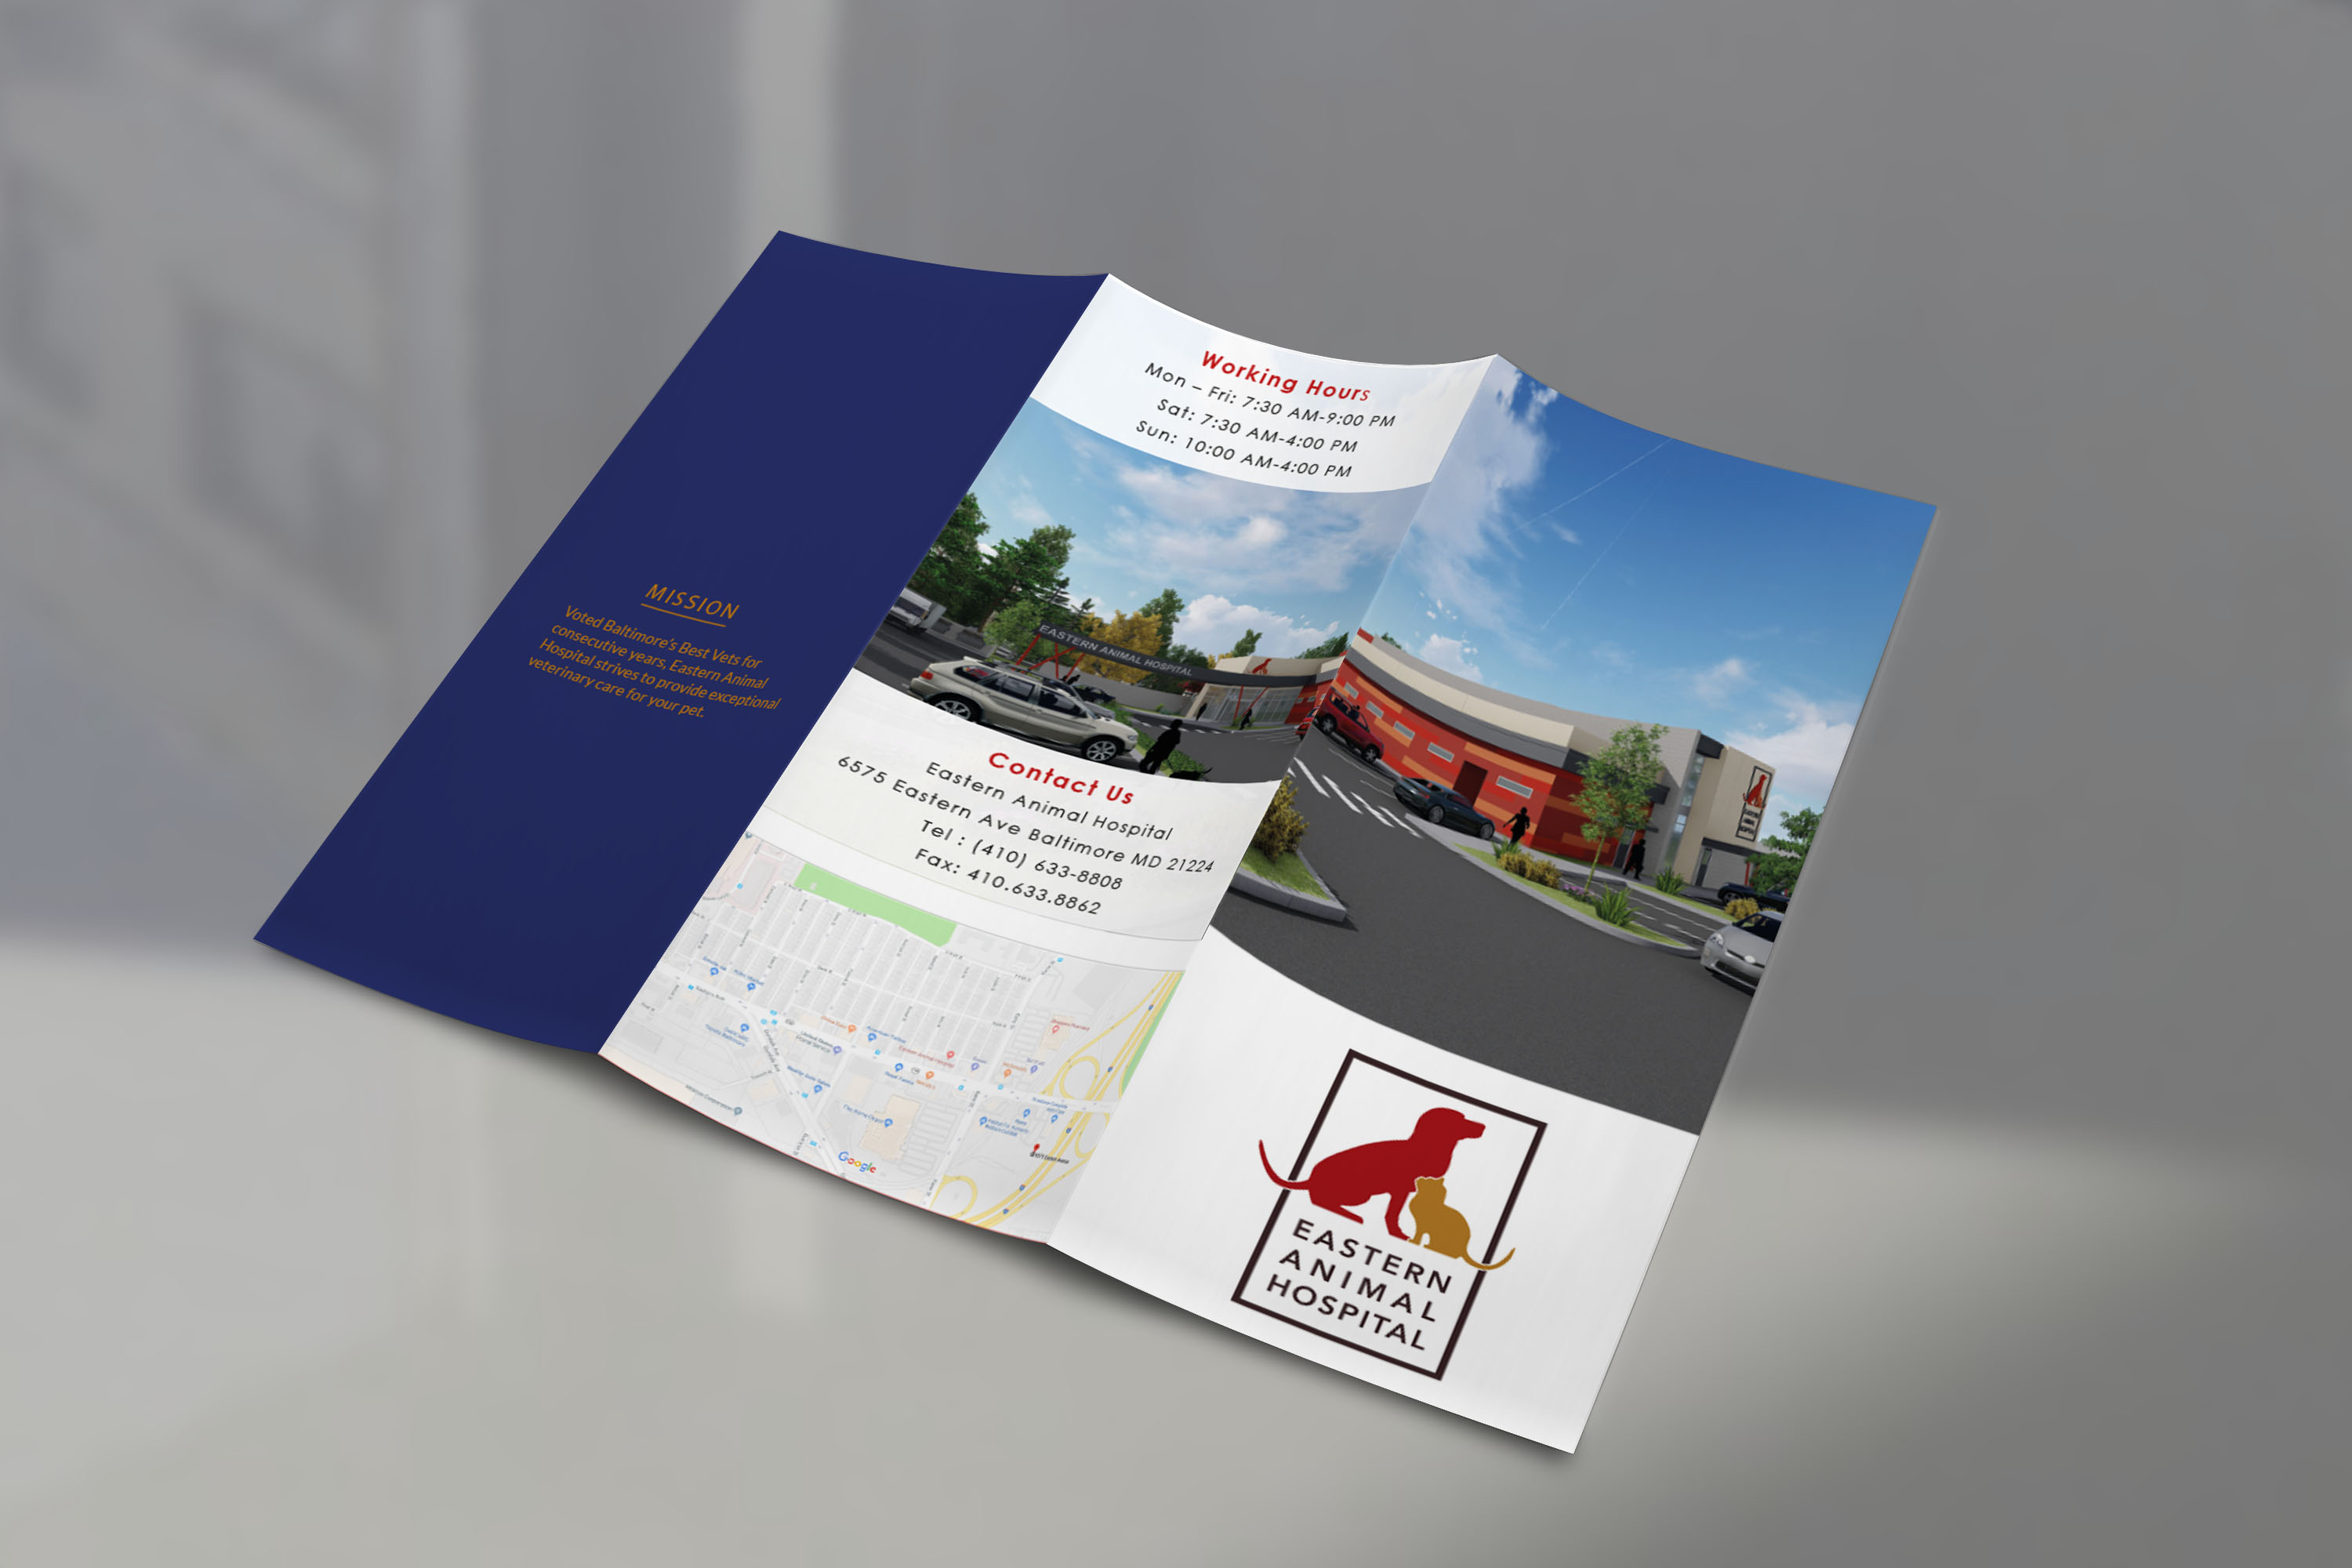 MISSION
Voted Baltimore's Best Vets for
consecutive years, Eastern Animal
Hospital strives to provide exceptional
veterinary care for your pet.
Working Hours
Mon – Fri: 7:30 AM-9:00 PM
Sat: 7:30 AM-4:00 PM
Sun: 10:00 AM-4:00 PM
EASTERN ANIMAL HOSPITAL
Contact Us
Eastern Animal Hospital
6575 Eastern Ave Baltimore MD 21224
Tel : (410) 633-8808
Fax: 410.633.8862
Google
EASTERN
ANIMAL
HOSPITAL
EASTERN
ANIMAL
HOSPITAL